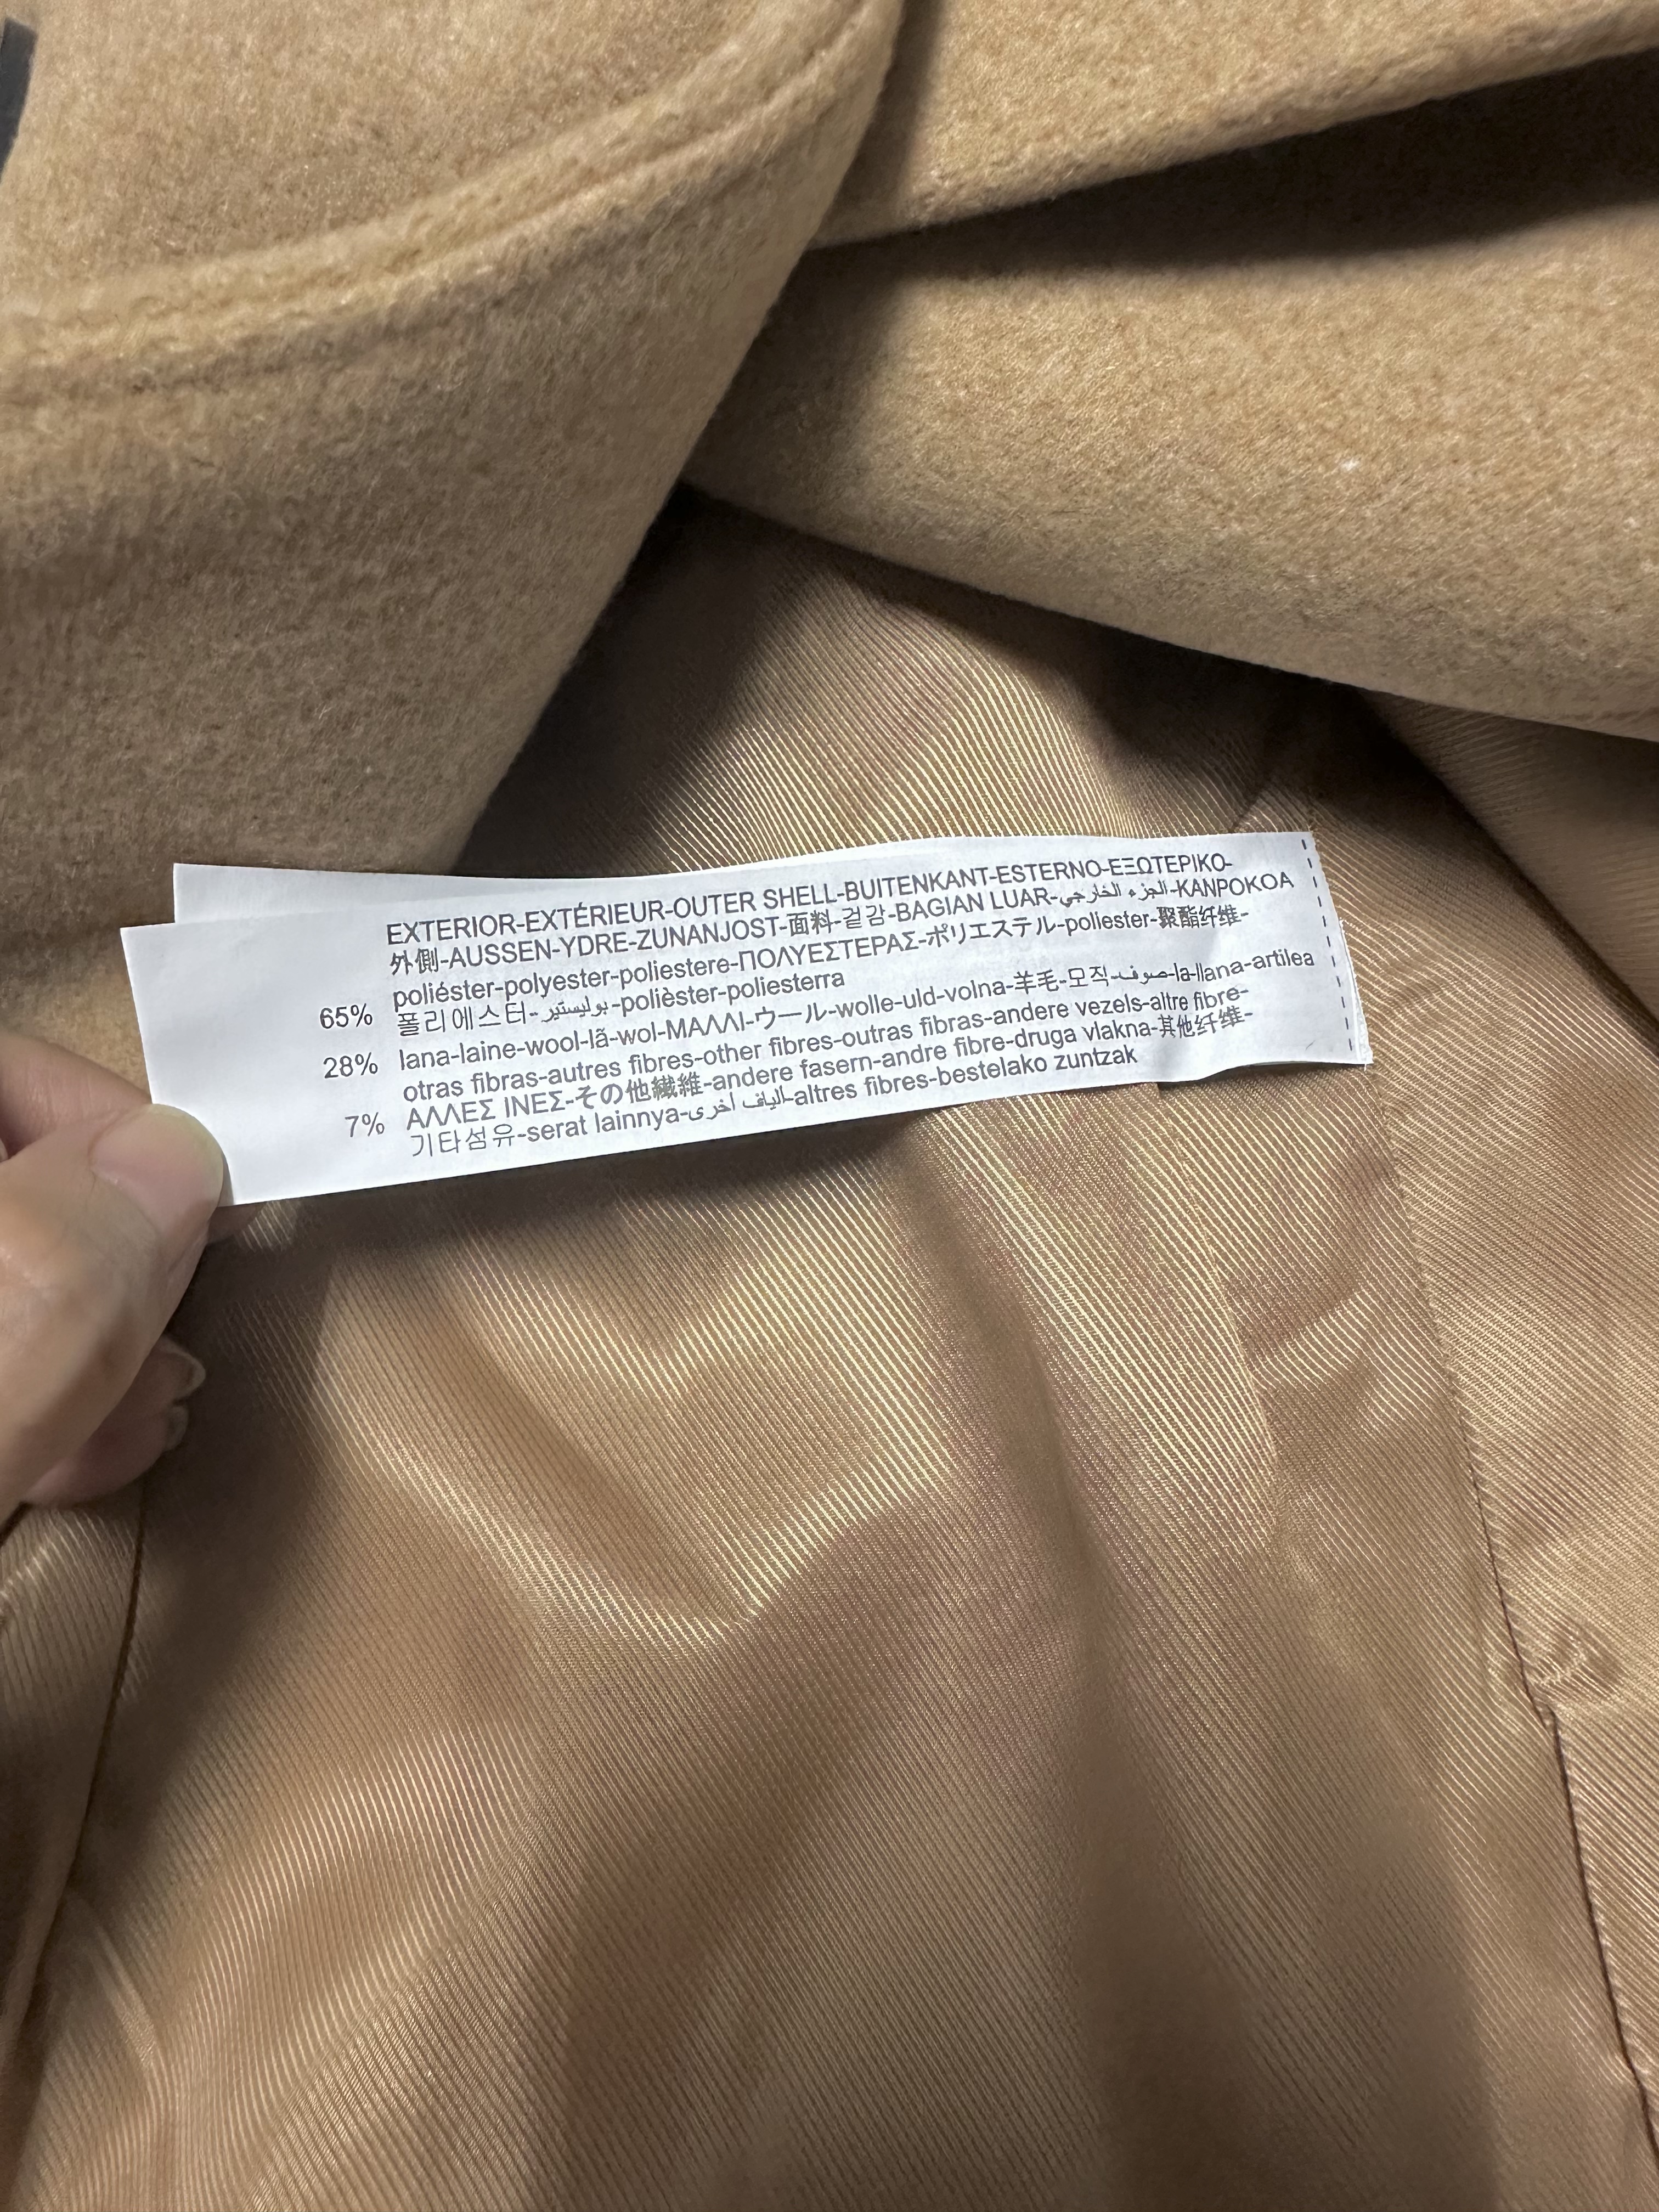 EXTERIOR-EXTÉRIEUR-OUTER SHELL-BUITENKANT-ESTERNO-ΕΞΩΤΕΡΙΚΟ-
外側-AUSSEN-YDRE-ZUNANJOST-面料-겉감-BAGIAN LUAR-الجزء الخارجي-KANPOKOA
poliéster-polyester-poliestere-ΠΟΛΥΕΣΤΕΡΑΣ-ポリエステル-poliester-聚酯纤维-
65% 폴리에스터-بوليستير-polièster-poliesterra
28% lana-laine-wool-lã-wol-ΜΑΛΛΙ-ウール-wolle-uld-volna-羊毛-모직-صوف-la-llana-artilea
otras fibras-autres fibres-other fibres-outras fibras-andere vezels-altre fibre-
7% ΑΛΛΕΣ ΙΝΕΣ-その他繊維-andere fasern-andre fibre-druga vlakna-其他纤维-
기타섬유-serat lainnya-الياف أخرى-altres fibres-bestelako zuntzak